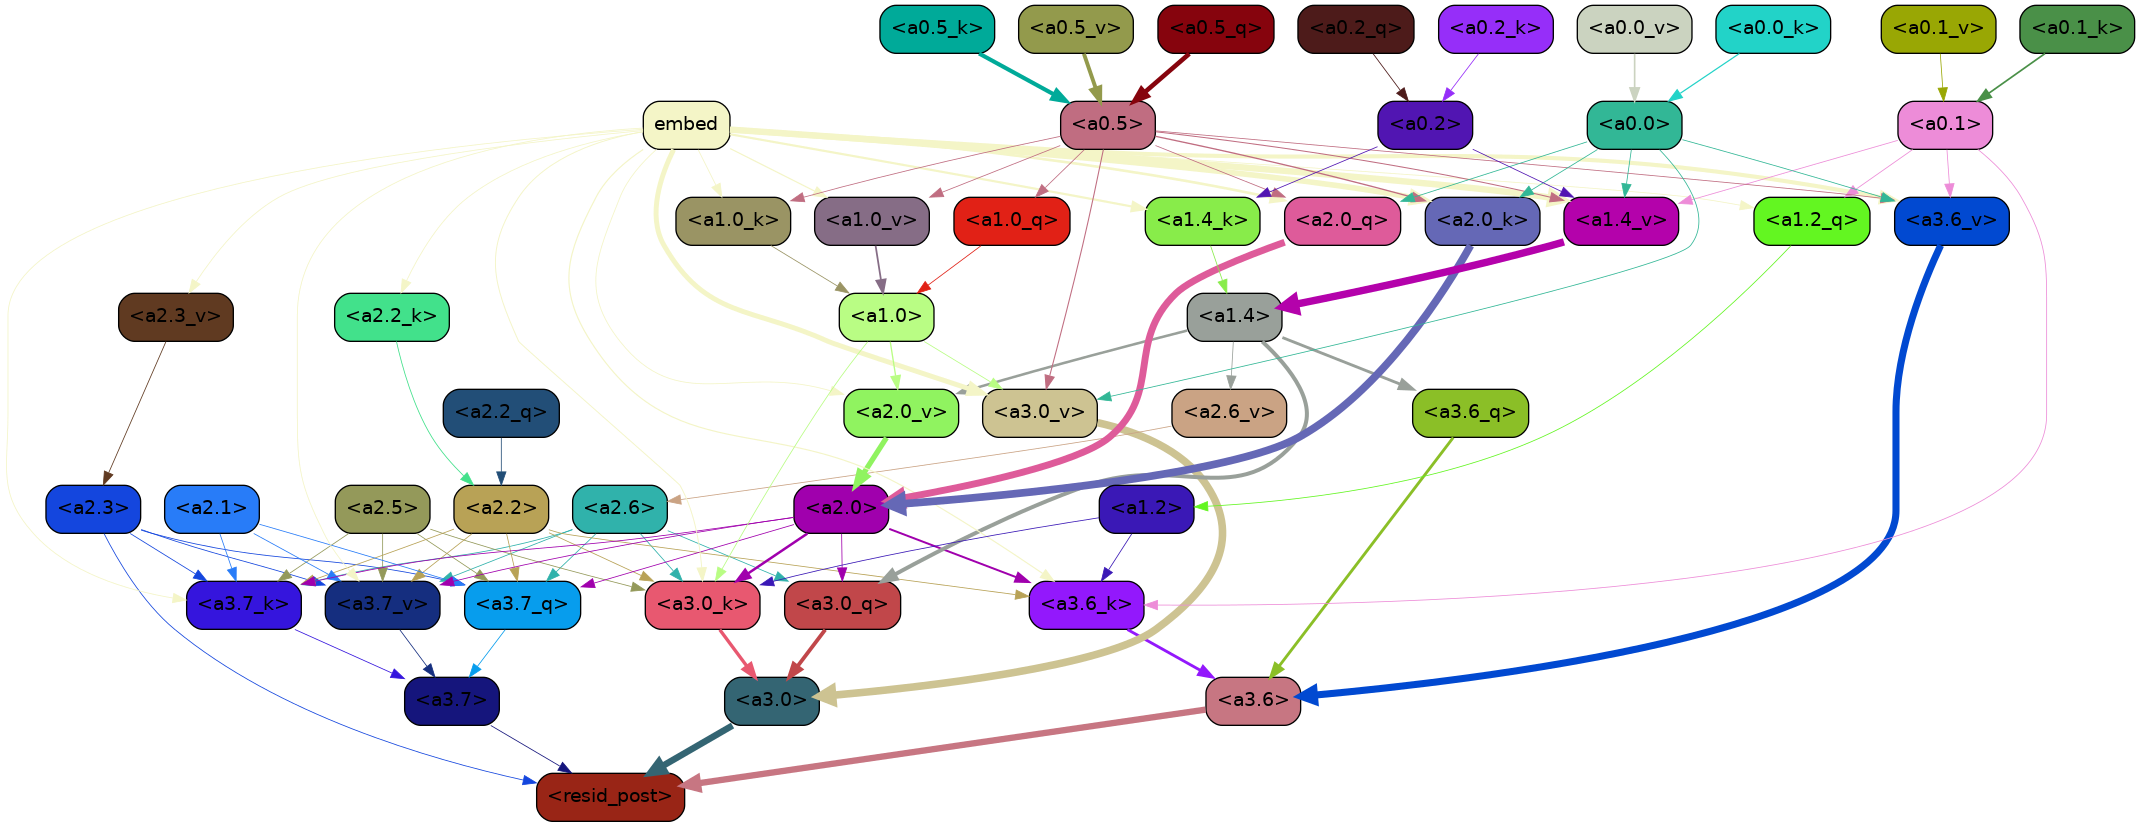 <a0.5_k> <a0.5_v> <a0.5_q> <a0.2_q> <a0.2_k> <a0.0_v> <a0.0_k> <a0.1_v> <a0.1_k>
embed <a0.5> <a0.2> <a0.0> <a0.1>
<a1.0_k> <a1.0_v> <a1.0_q> <a1.4_k> <a2.0_q> <a2.0_k> <a1.4_v> <a1.2_q> <a3.6_v>
<a2.3_v> <a2.2_k> <a1.0> <a1.4>
<a2.2_q> <a2.0_v> <a3.0_v> <a2.6_v> <a3.6_q>
<a2.3> <a2.1> <a2.5> <a2.2> <a2.6> <a2.0> <a1.2>
<a3.7_k> <a3.7_v> <a3.7_q> <a3.0_k> <a3.0_q> <a3.6_k>
<a3.7> <a3.0> <a3.6>
<resid_post>